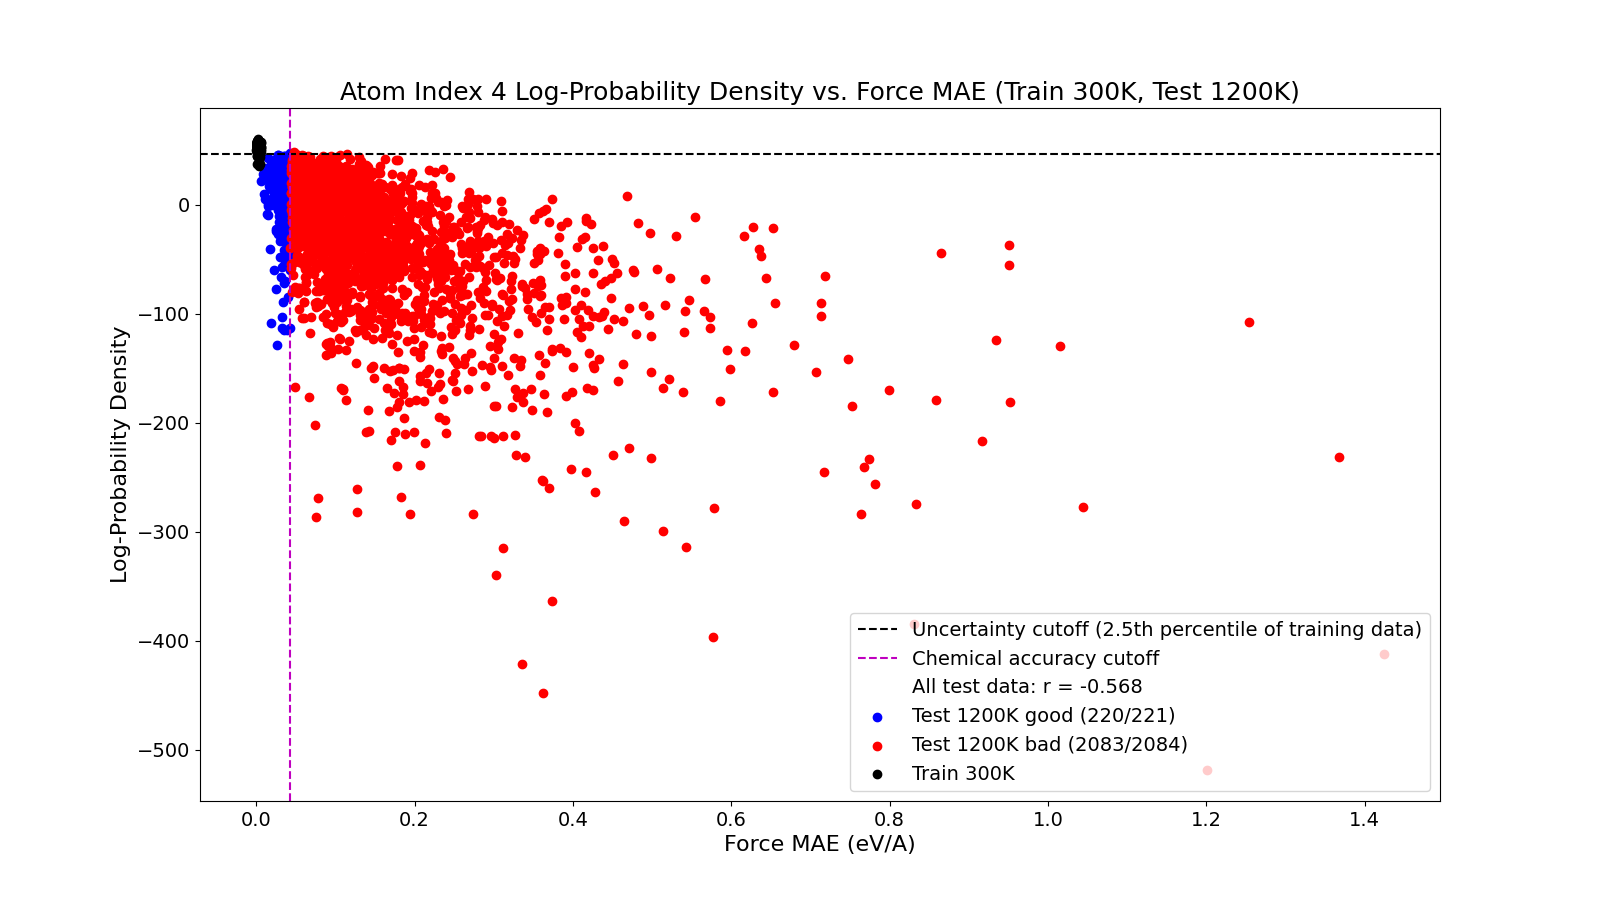 Atom Index 4 Log-Probability Density vs. Force MAE (Train 300K, Test 1200K)
Log-Probability Density
0
−100
−200
−300
−400
−500
0.0
0.2
0.4
0.6
0.8
1.0
1.2
1.4
Force MAE (eV/A)
Uncertainty cutoff (2.5th percentile of training data)
Chemical accuracy cutoff
All test data: r = -0.568
Test 1200K good (220/221)
Test 1200K bad (2083/2084)
Train 300K